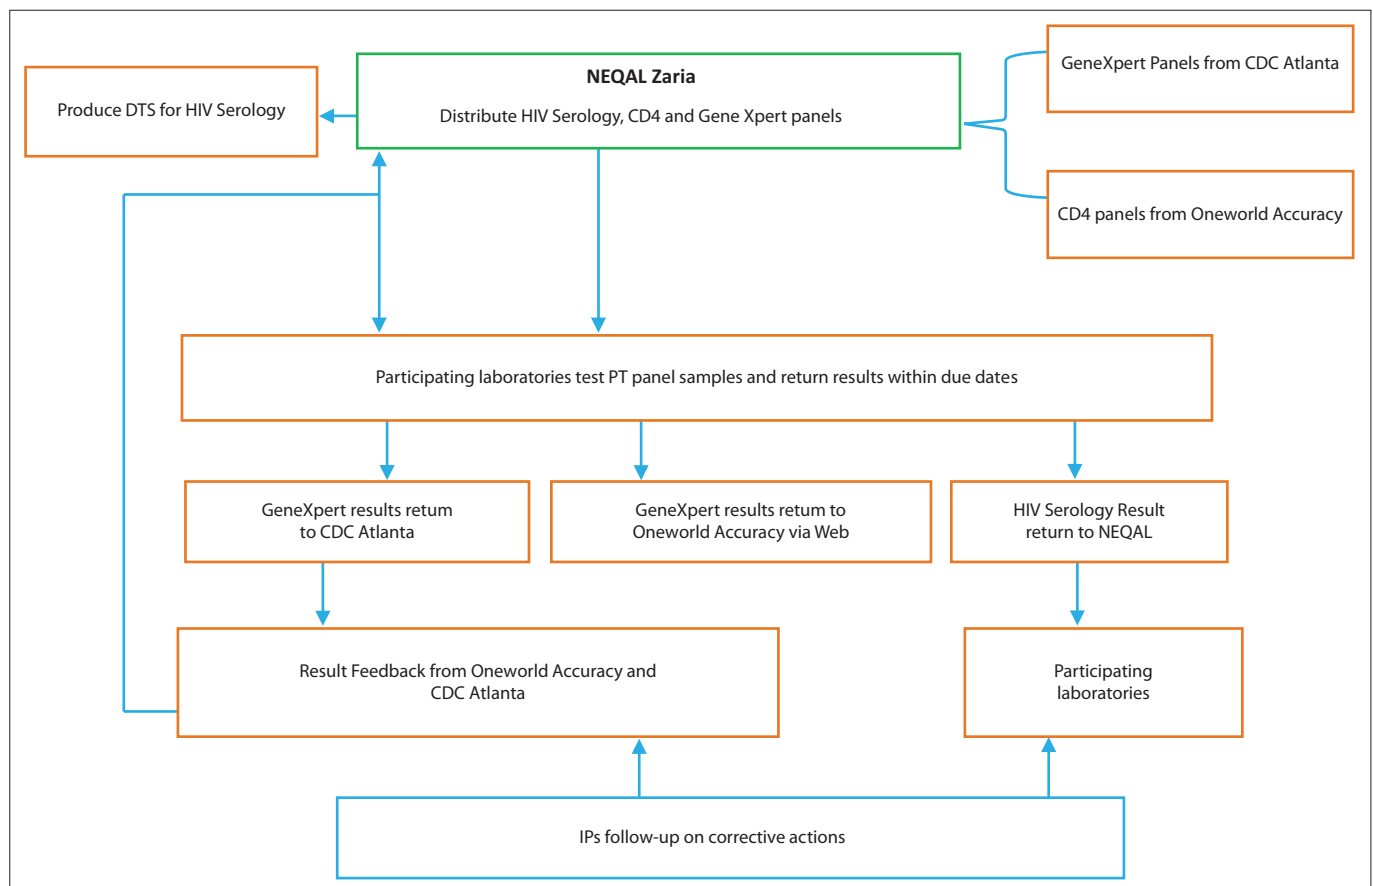 NEQAL Zaria
Distribute HIV Serology, CD4 and Gene Xpert panels
Produce DTS for HIV Serology
GeneXpert Panels from CDC Atlanta
CD4 panels from Oneworld Accuracy
Participating laboratories test PT panel samples and return results within due dates
GeneXpert results retum
to CDC Atlanta
GeneXpert results retum to
Oneworld Accuracy via Web
HIV Serology Result
return to NEQAL
Result Feedback from Oneworld Accuracy and
CDC Atlanta
Participating
laboratories
IPs follow-up on corrective actions